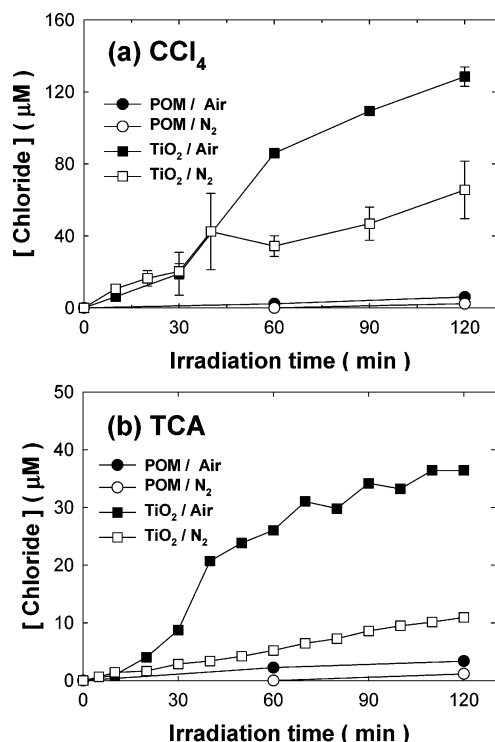 (a) CCl₄
POM / Air
POM / N₂
TiO₂ / Air
TiO₂ / N₂
[ Chloride ] ( μM )
160
120
80
40
0
0 30 60 90 120
Irradiation time ( min )
(b) TCA
POM / Air
POM / N₂
TiO₂ / Air
TiO₂ / N₂
[ Chloride ] ( μM )
50
40
30
20
10
0
0 30 60 90 120
Irradiation time ( min )